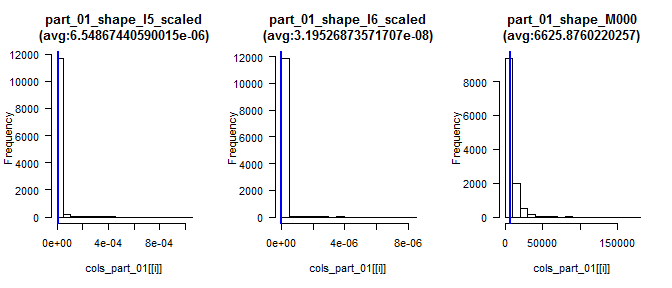 part_01_shape_I5_scaled
(avg:6.54867440590015e-06)
Frequency
12000
10000
8000
6000
4000
2000
0
0e+00 4e-04 8e-04
cols_part_01[[i]]
part_01_shape_I6_scaled
(avg:3.19526873571707e-08)
Frequency
12000
10000
8000
6000
4000
2000
0
0e+00 4e-06 8e-06
cols_part_01[[i]]
part_01_shape_M000
(avg:6625.8760220257)
Frequency
8000
6000
4000
2000
0
0 50000 150000
cols_part_01[[i]]